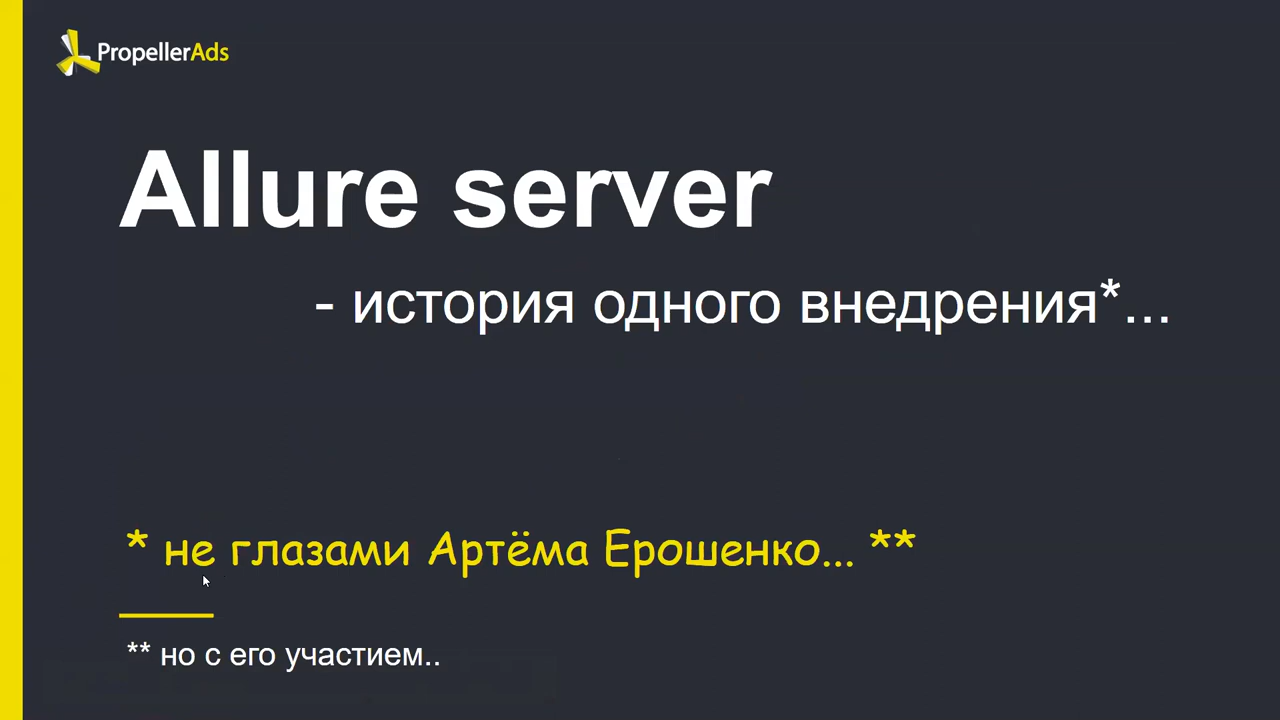 PropellerAds
Allure server
- история одного внедрения*...
* не глазами Артёма Ерошенко... **
** но с его участием..